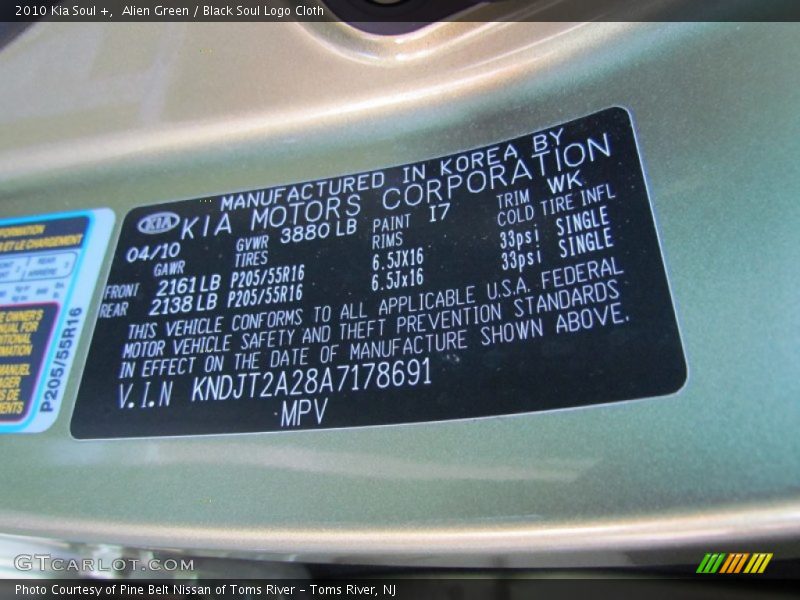 2010 Kia Soul +,  Alien Green / Black Soul Logo Cloth
MANUFACTURED IN KOREA BY
KIA KIA MOTORS CORPORATION
04/10 GVWR 3880 LB PAINT I7 TRIM WK
GAWR TIRES RIMS COLD TIRE INFL
FRONT 2161 LB P205/55R16 6.5JX16 33psi SINGLE
REAR 2138 LB P205/55R16 6.5Jx16 33psi SINGLE
THIS VEHICLE CONFORMS TO ALL APPLICABLE U.S.A. FEDERAL
MOTOR VEHICLE SAFETY AND THEFT PREVENTION STANDARDS
IN EFFECT ON THE DATE OF MANUFACTURE SHOWN ABOVE.
V.I.N KNDJT2A28A7178691
MPV
ET LE CHARGEMENT
P205/55R16
GTCARLOT.COM
Photo Courtesy of Pine Belt Nissan of Toms River - Toms River, NJ